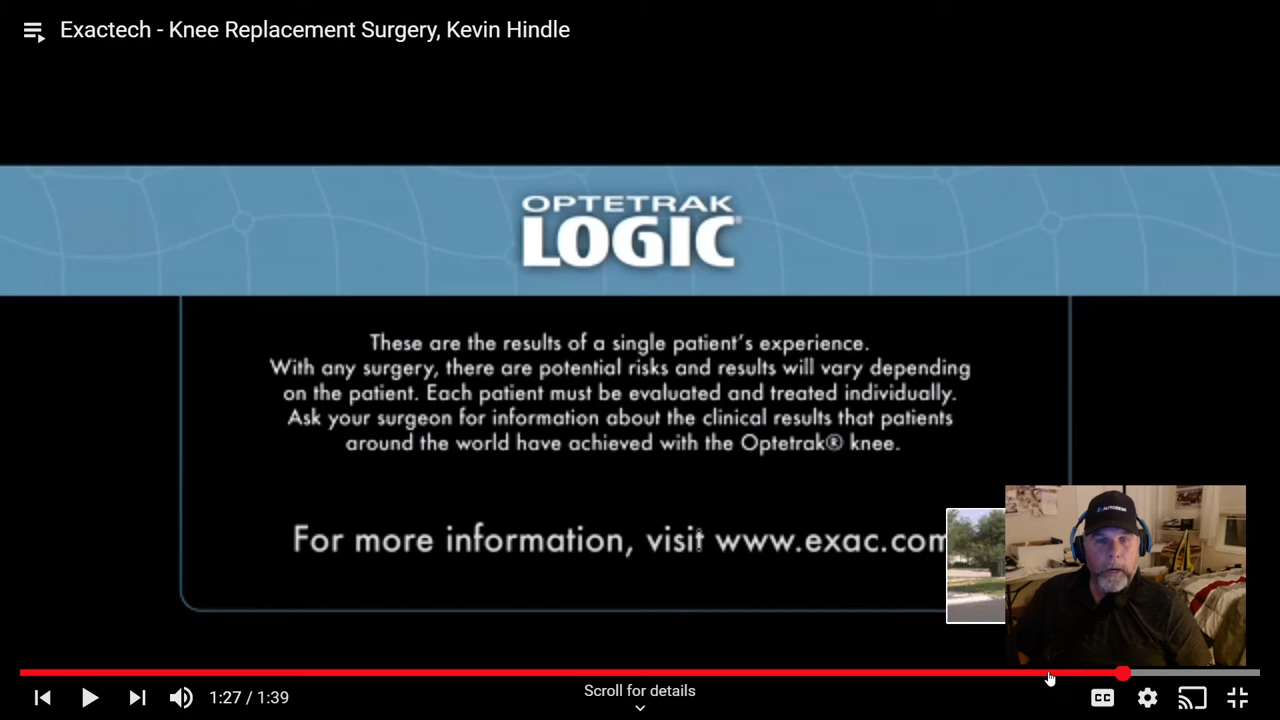 Exactech - Knee Replacement Surgery, Kevin Hindle
OPTETRAK
LOGIC®
These are the results of a single patient's experience.
With any surgery, there are potential risks and results will vary depending
on the patient. Each patient must be evaluated and treated individually.
Ask your surgeon for information about the clinical results that patients
around the world have achieved with the Optetrak® knee.
For more information, visit www.exac.com
AUTODESK
1:27 / 1:39
Scroll for details
CC